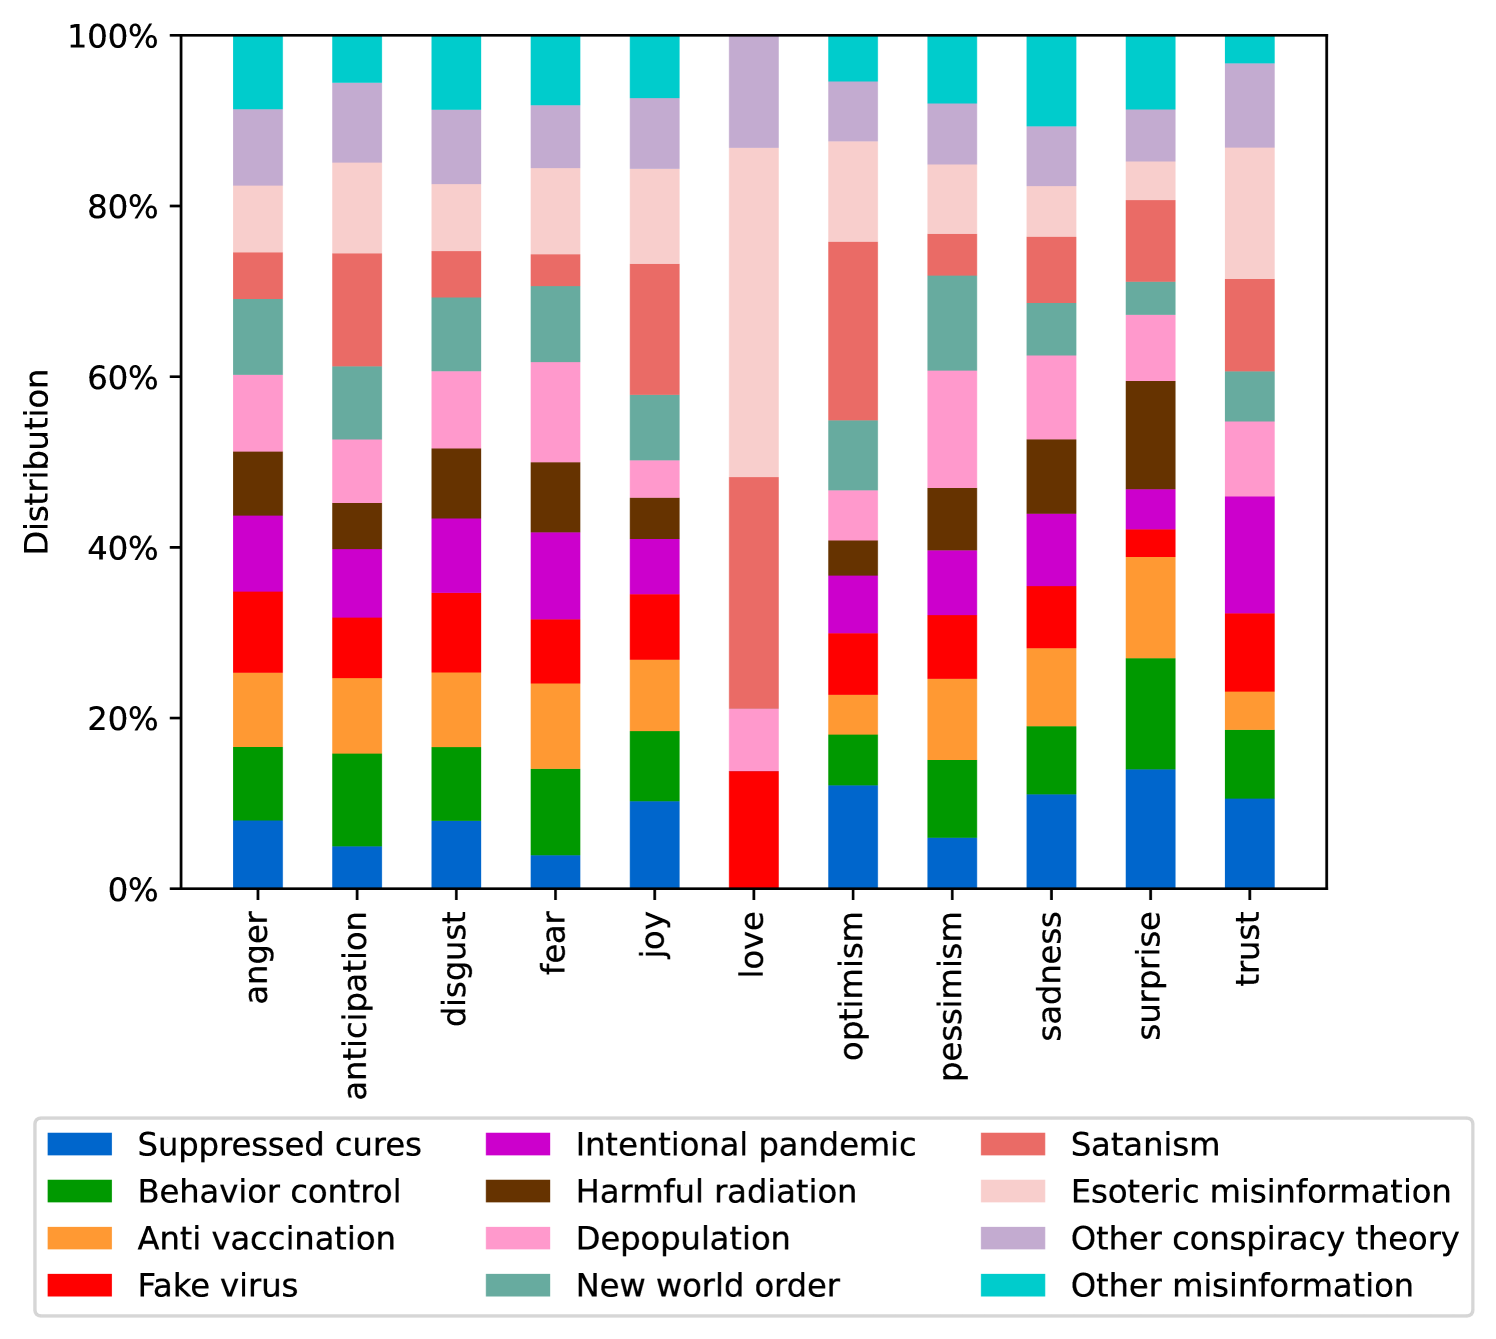 100%
80%
60%
40%
20%
0%
Distribution
anger
anticipation
disgust
fear
joy
love
optimism
pessimism
sadness
surprise
trust
Suppressed cures
Behavior control
Anti vaccination
Fake virus
Intentional pandemic
Harmful radiation
Depopulation
New world order
Satanism
Esoteric misinformation
Other conspiracy theory
Other misinformation